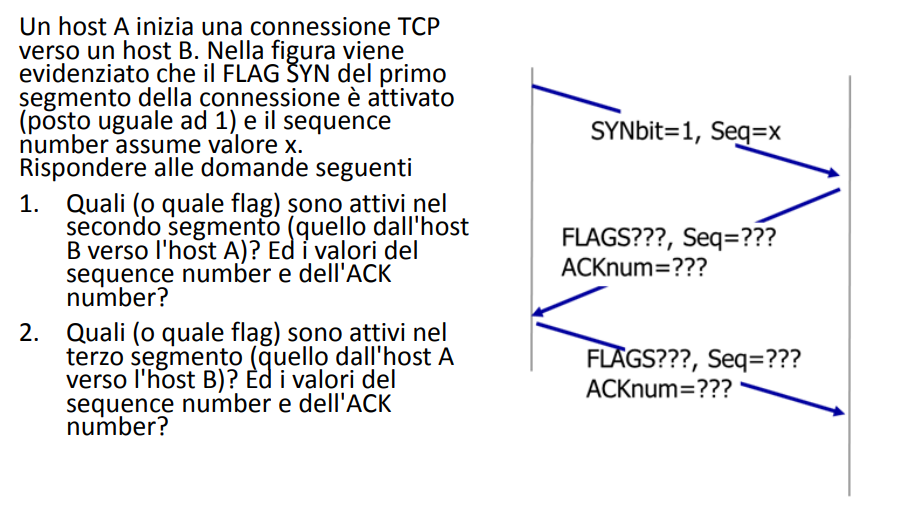 Un host A inizia una connessione TCP
verso un host B. Nella figura viene
evidenziato che il FLAG SYN del primo
segmento della connessione è attivato
(posto uguale ad 1) e il sequence
number assume valore x.
Rispondere alle domande seguenti
1. Quali (o quale flag) sono attivi nel
secondo segmento (quello dall'host
B verso l'host A)? Ed i valori del
sequence number e dell'ACK
number?
2. Quali (o quale flag) sono attivi nel
terzo segmento (quello dall'host A
verso l'host B)? Ed i valori del
sequence number e dell'ACK
number?
SYNbit=1, Seq=x
FLAGS???, Seq=???
ACKnum=???
FLAGS???, Seq=???
ACKnum=???